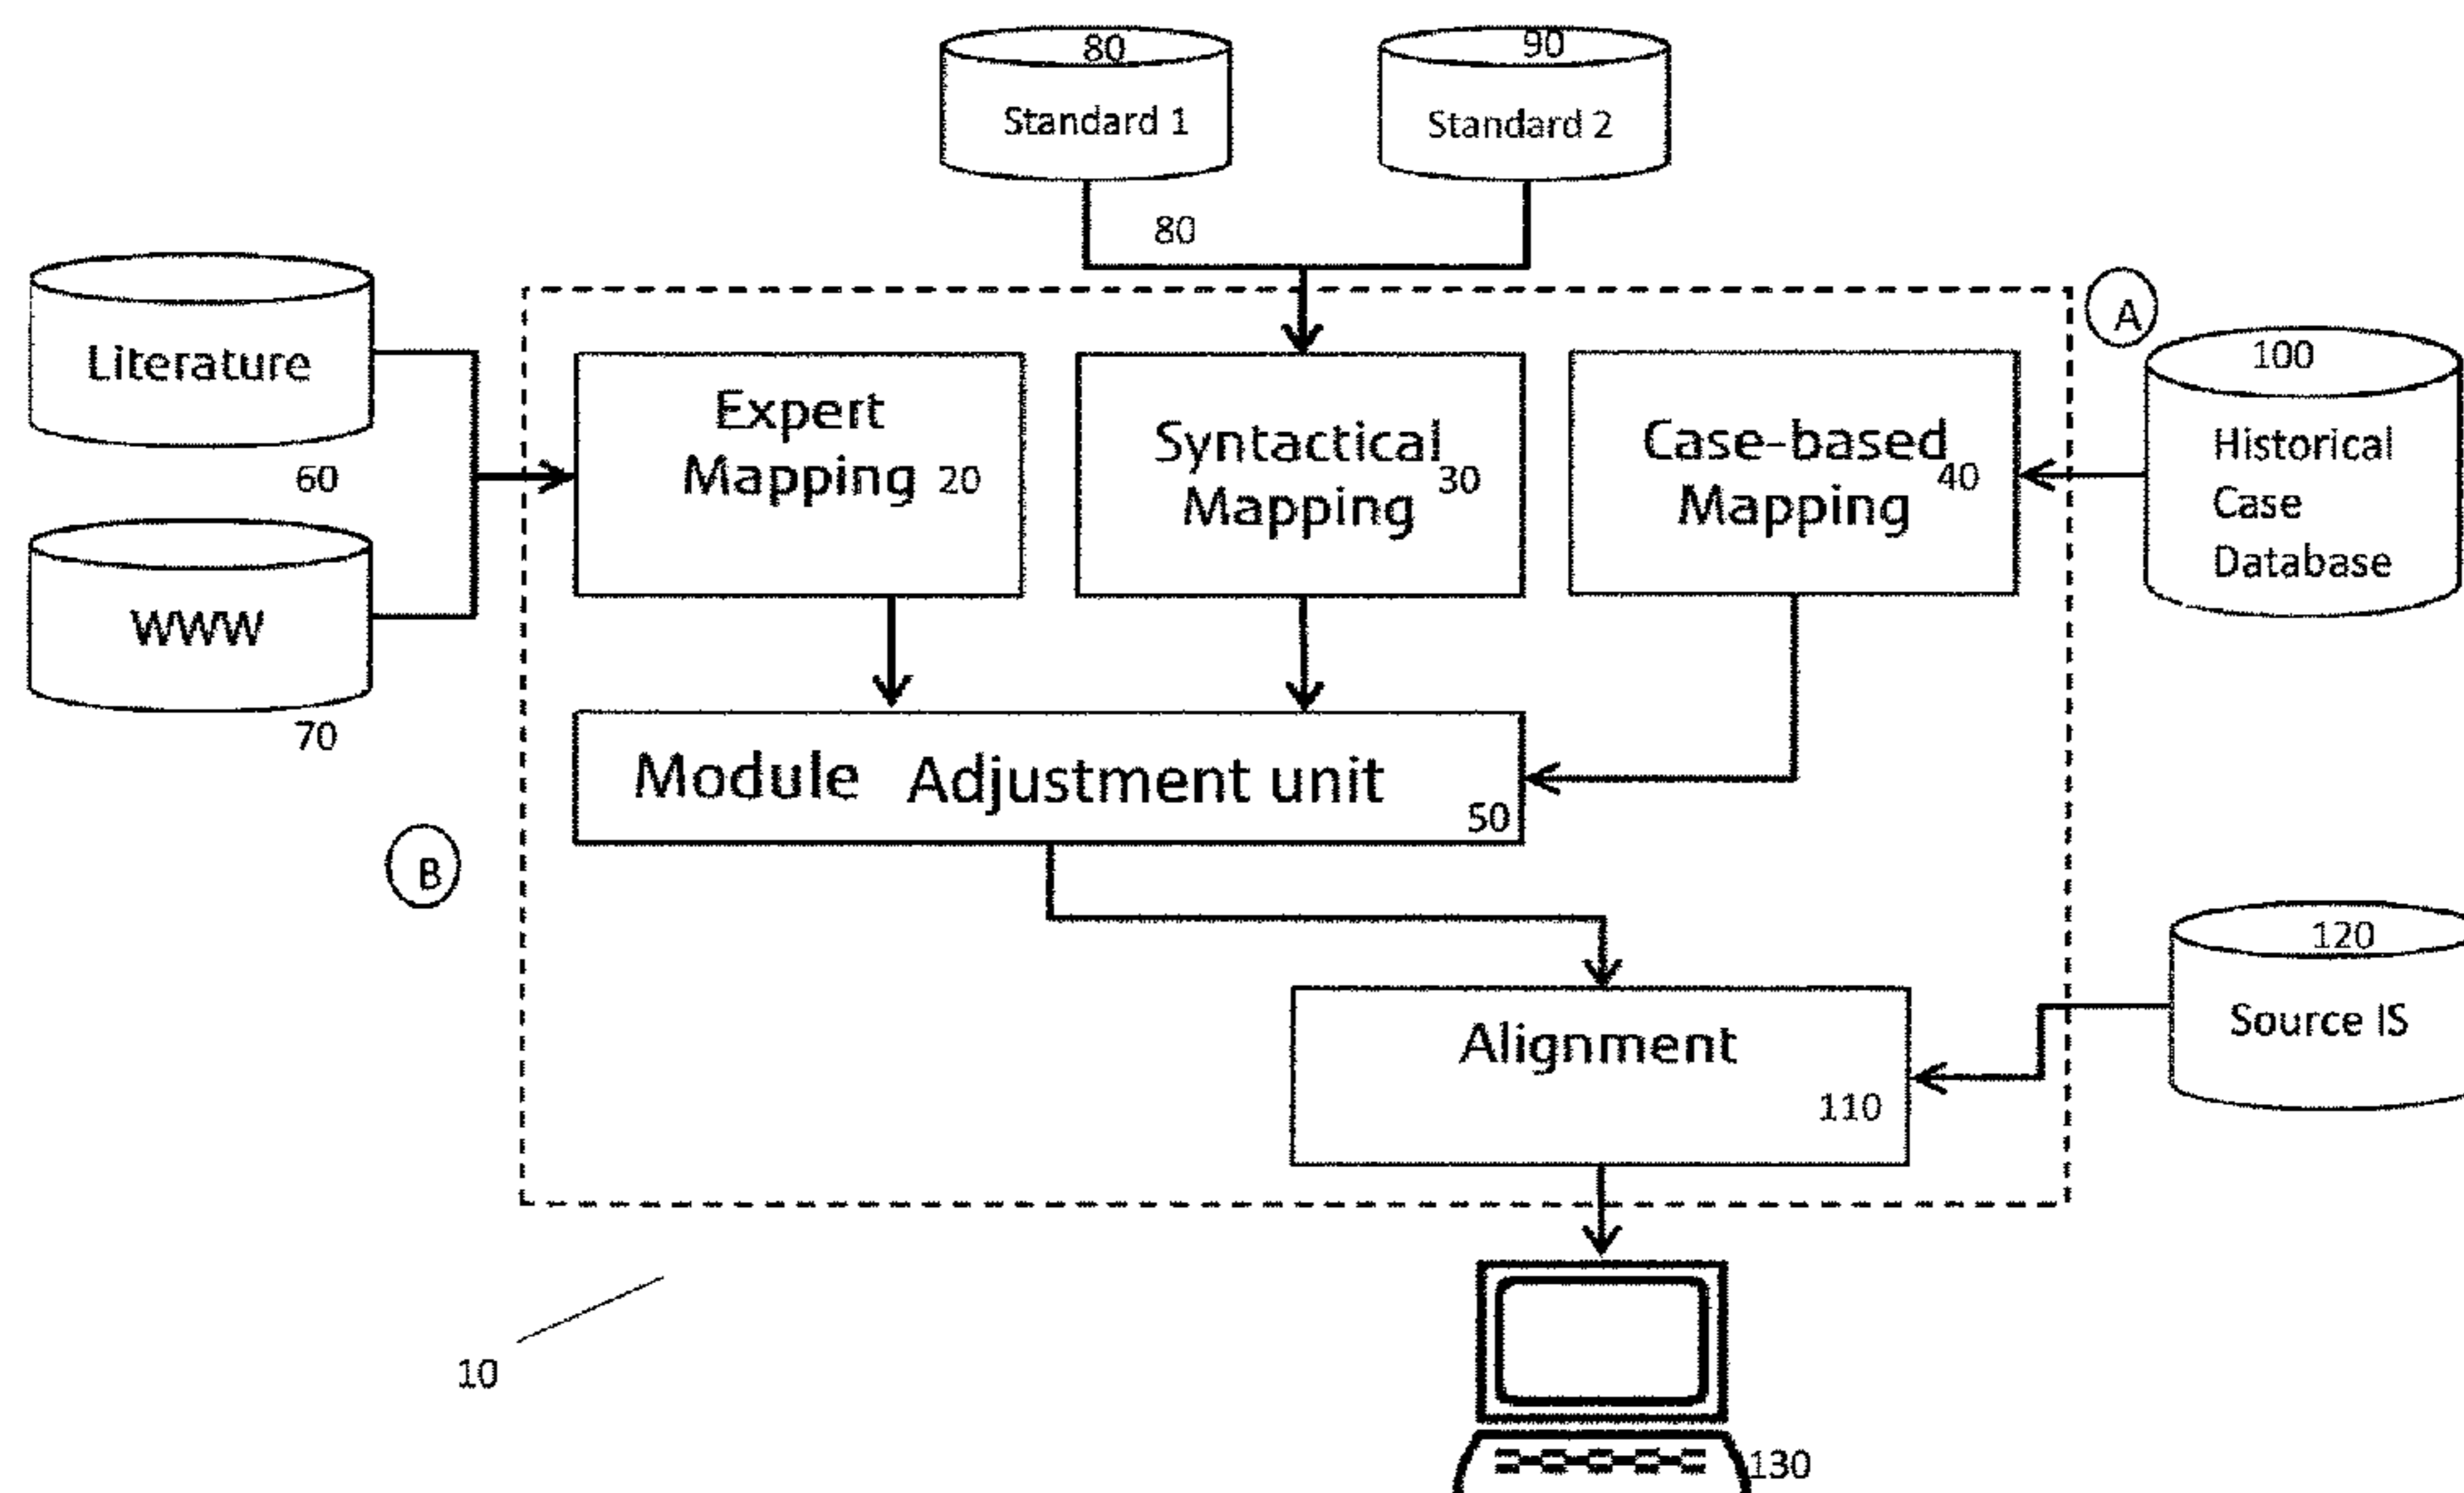 80
Standard 1
90
Standard 2
80
A
Literature
60
WWW
70
Expert
Mapping 20
Syntactical
Mapping 30
Case-based
Mapping 40
100
Historical
Case
Database
Module Adjustment unit
50
B
120
Source IS
Alignment
110
10
130